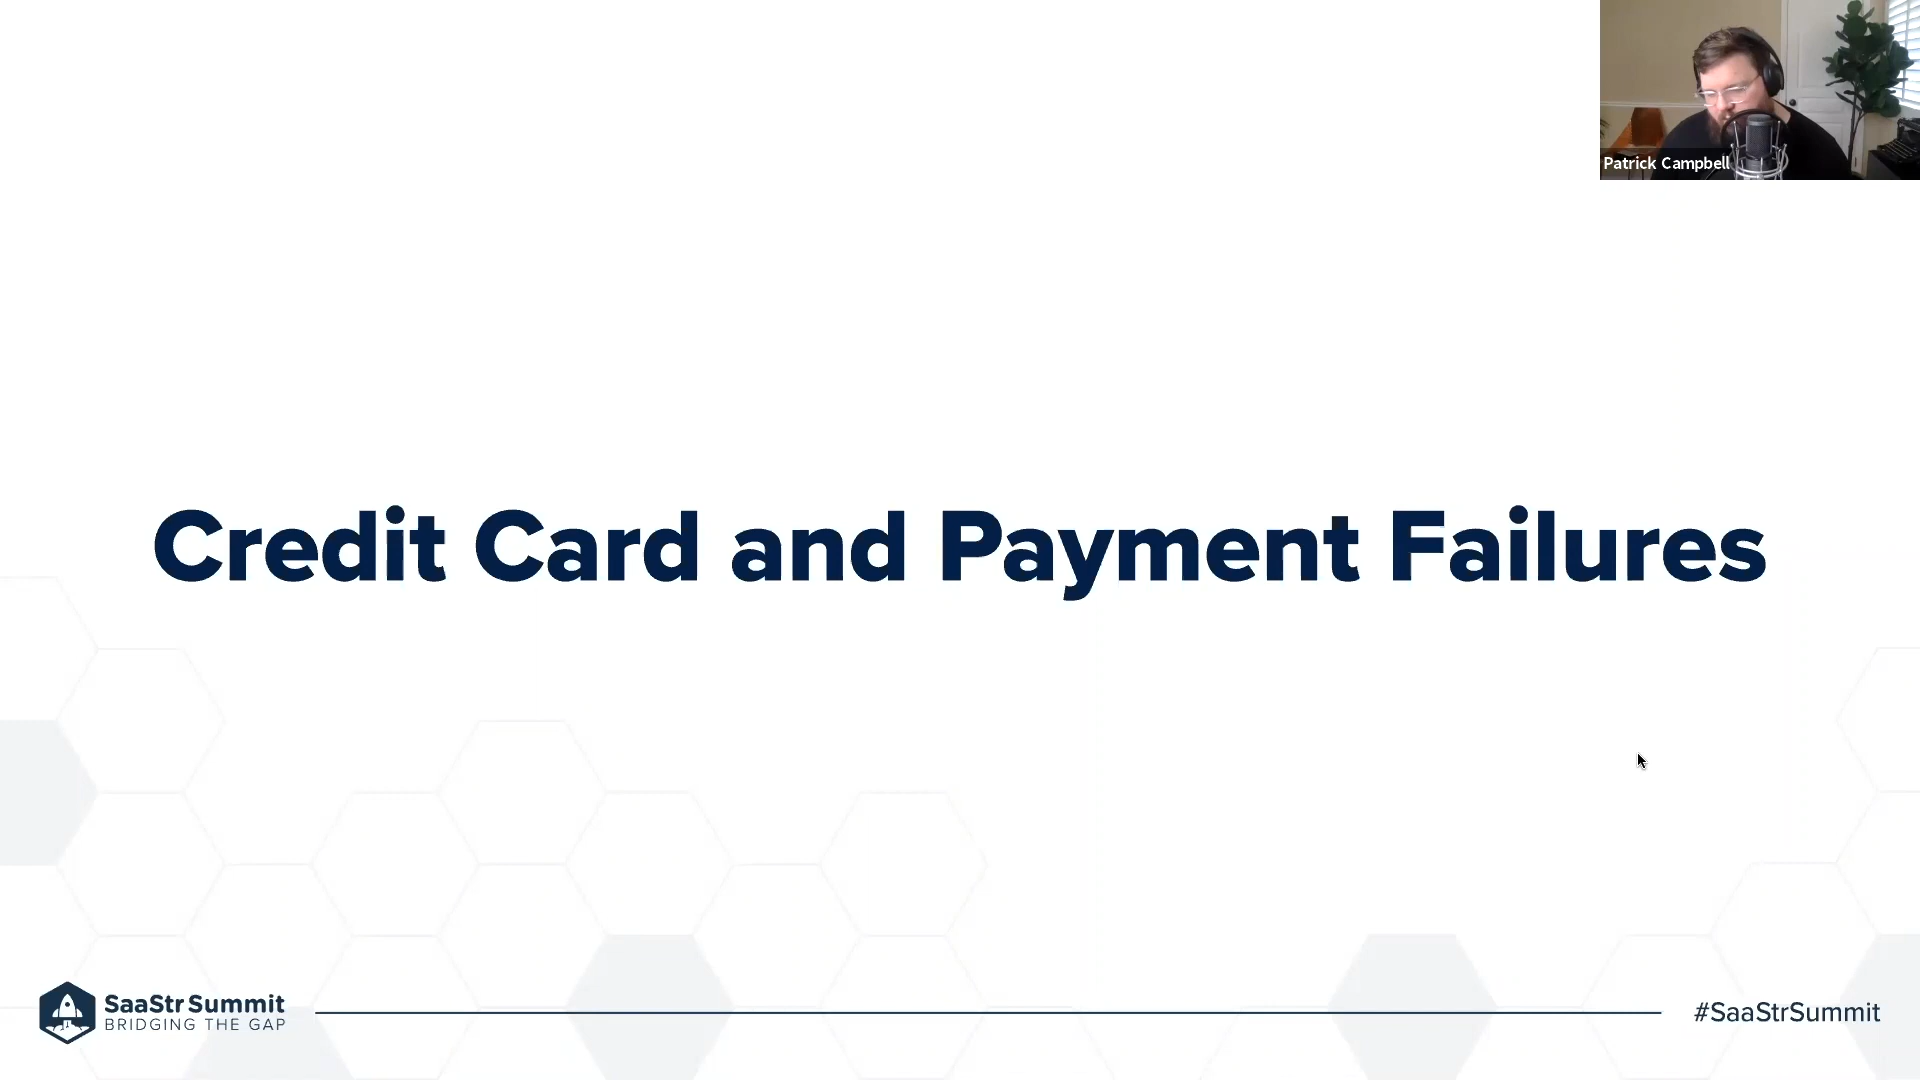 Patrick Campbell
Credit Card and Payment Failures
SaaStr Summit
BRIDGING THE GAP
#SaaStrSummit